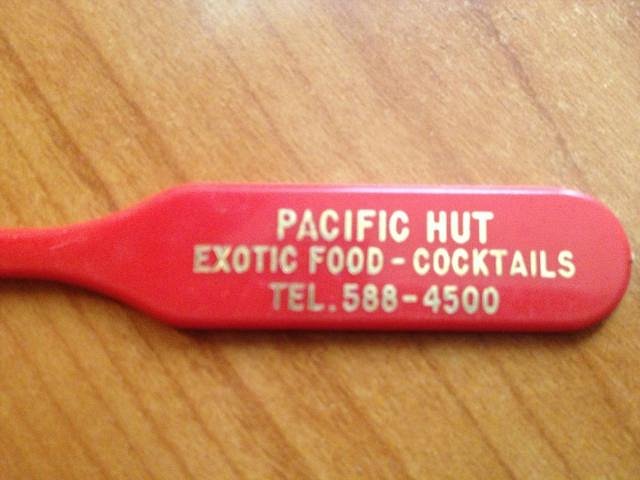 PACIFIC HUT
EXOTIC FOOD - COCKTAILS
TEL. 588-4500